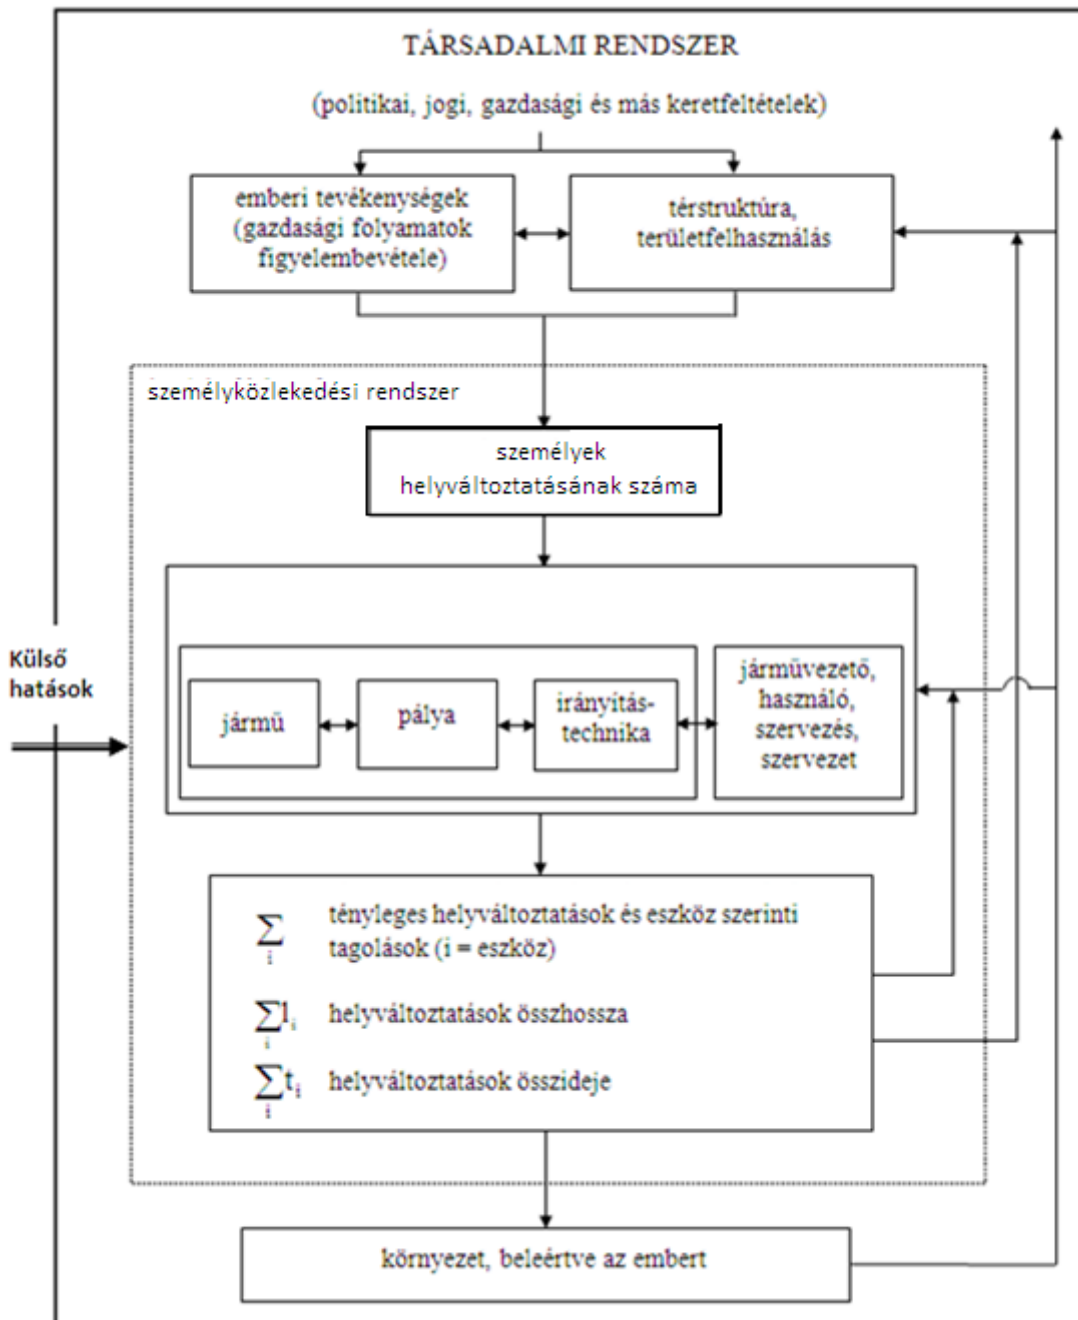 TÁRSADALMI RENDSZER
(politikai, jogi, gazdasági és más keretfeltételek)
emberi tevékenységek
(gazdasági folyamatok
figyelembevétele)
térstruktúra,
területfelhasználás
személyközlekedési rendszer
személyek
helyváltoztatásának száma
Külső
hatások
jármű
pálya
irányítás-
technika
járművezető,
használó,
szervezés,
szervezet
∑i tényleges helyváltoztatások és eszköz szerinti
tagolások (i = eszköz)
∑i li helyváltoztatások összhossza
∑i ti helyváltoztatások összideje
környezet, beleértve az embert